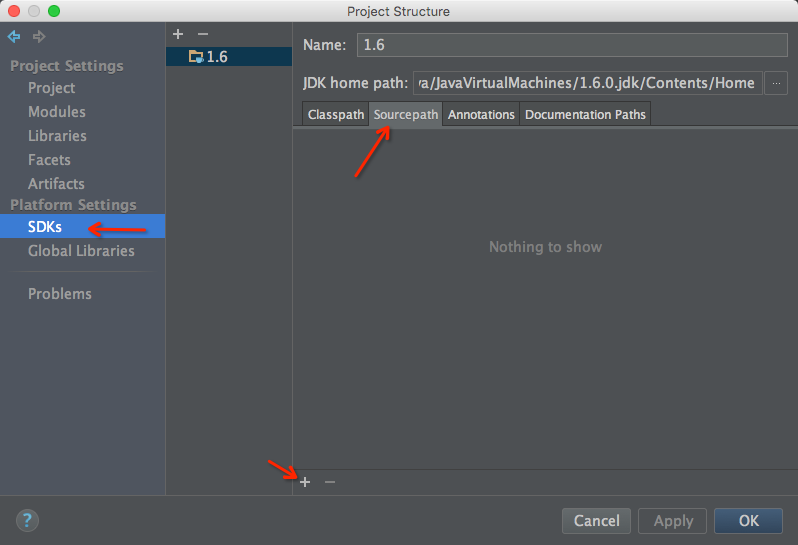 Project Structure
Project Settings
Project
Modules
Libraries
Facets
Artifacts
Platform Settings
SDKs
Global Libraries
Problems
1.6
Name: 1.6
JDK home path: va/JavaVirtualMachines/1.6.0.jdk/Contents/Home ...
Classpath Sourcepath Annotations Documentation Paths
Nothing to show
? Cancel Apply OK